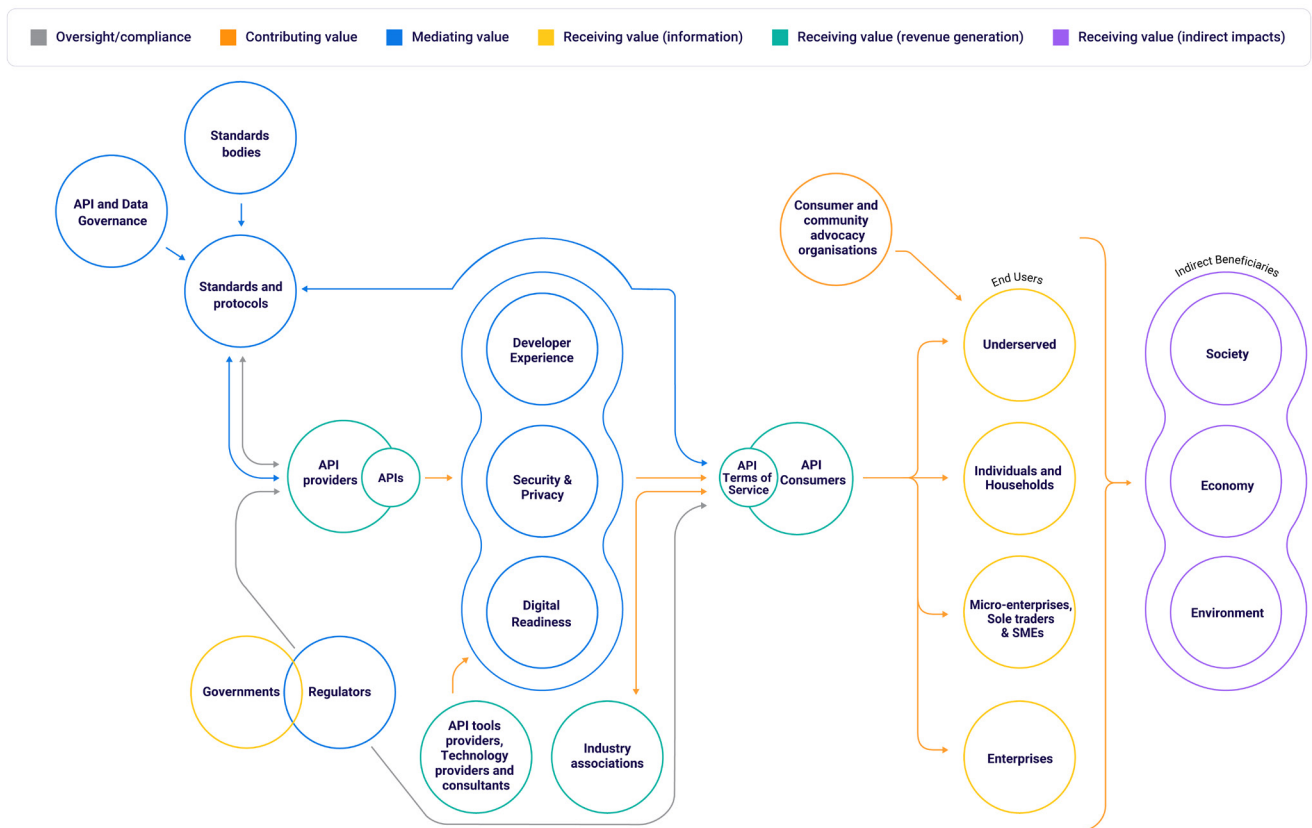 Oversight/compliance
Contributing value
Mediating value
Receiving value (information)
Receiving value (revenue generation)
Receiving value (indirect impacts)
Standards
bodies
API and Data
Governance
Standards and
protocols
Consumer and
community
advocacy
organisations
End Users
Indirect Beneficiaries
Developer
Experience
Underserved
Society
API
providers
APIs
Security &
Privacy
API
Terms of
Service
API
Consumers
Individuals and
Households
Economy
Digital
Readiness
Micro-enterprises,
Sole traders
& SMEs
Environment
Governments
Regulators
API tools
providers,
Technology
providers and
consultants
Industry
associations
Enterprises